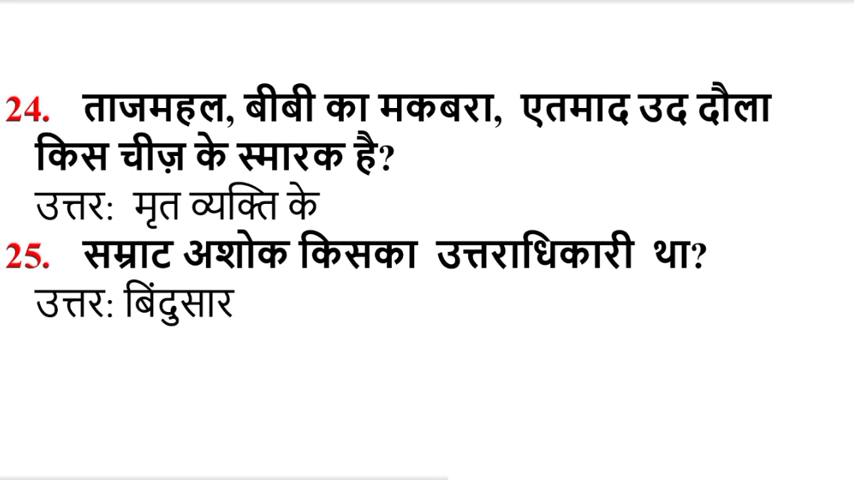 24. ताजमहल, बीबी का मकबरा, एतमाद उद दौला
किस चीज़ के स्मारक है?
उत्तर: मृत व्यक्ति के
25. सम्राट अशोक किसका उत्तराधिकारी था?
उत्तर: बिंदुसार